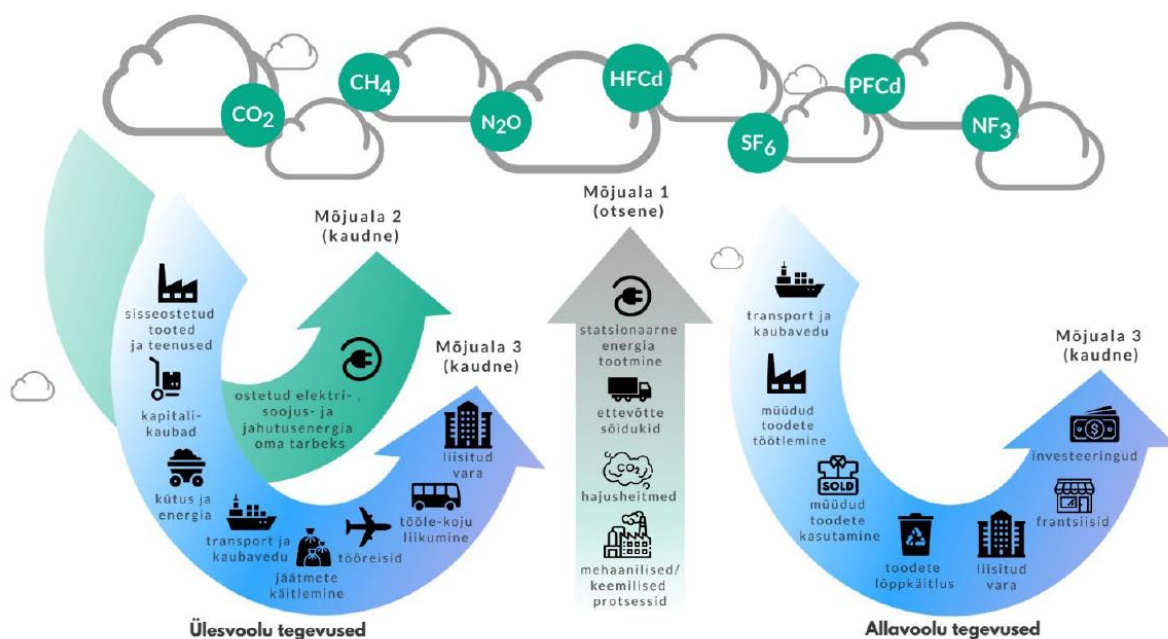 CO2
CH4
N2O
HFCd
SF6
PFCd
NF3
Mõjuala 2
(kaudne)
sisseostetud
tooted
ja teenused
kapitali-
kaubad
kütus ja
energia
transport ja
kaubavedu
jäätmete
käitlemine
tööreisid
tööle-koju
liikumine
liisitud
vara
ostetud elektri- ,
soojus- ja
jahutusenergia
oma tarbeks
Mõjuala 3
(kaudne)
Ülesvoolu tegevused
Mõjuala 1
(otsene)
statsionaarne
energia
tootmine
ettevõtte
sõidukid
CO2
hajusheitmed
mehaanilised/
keemilised
protsessid
transport ja
kaubavedu
müüdud
toodete
töötlemine
SOLD
müüdud
toodete
kasutamine
toodete
lõppkäitlus
liisitud
vara
frantsiisid
investeeringud
Mõjuala 3
(kaudne)
Allavoolu tegevused